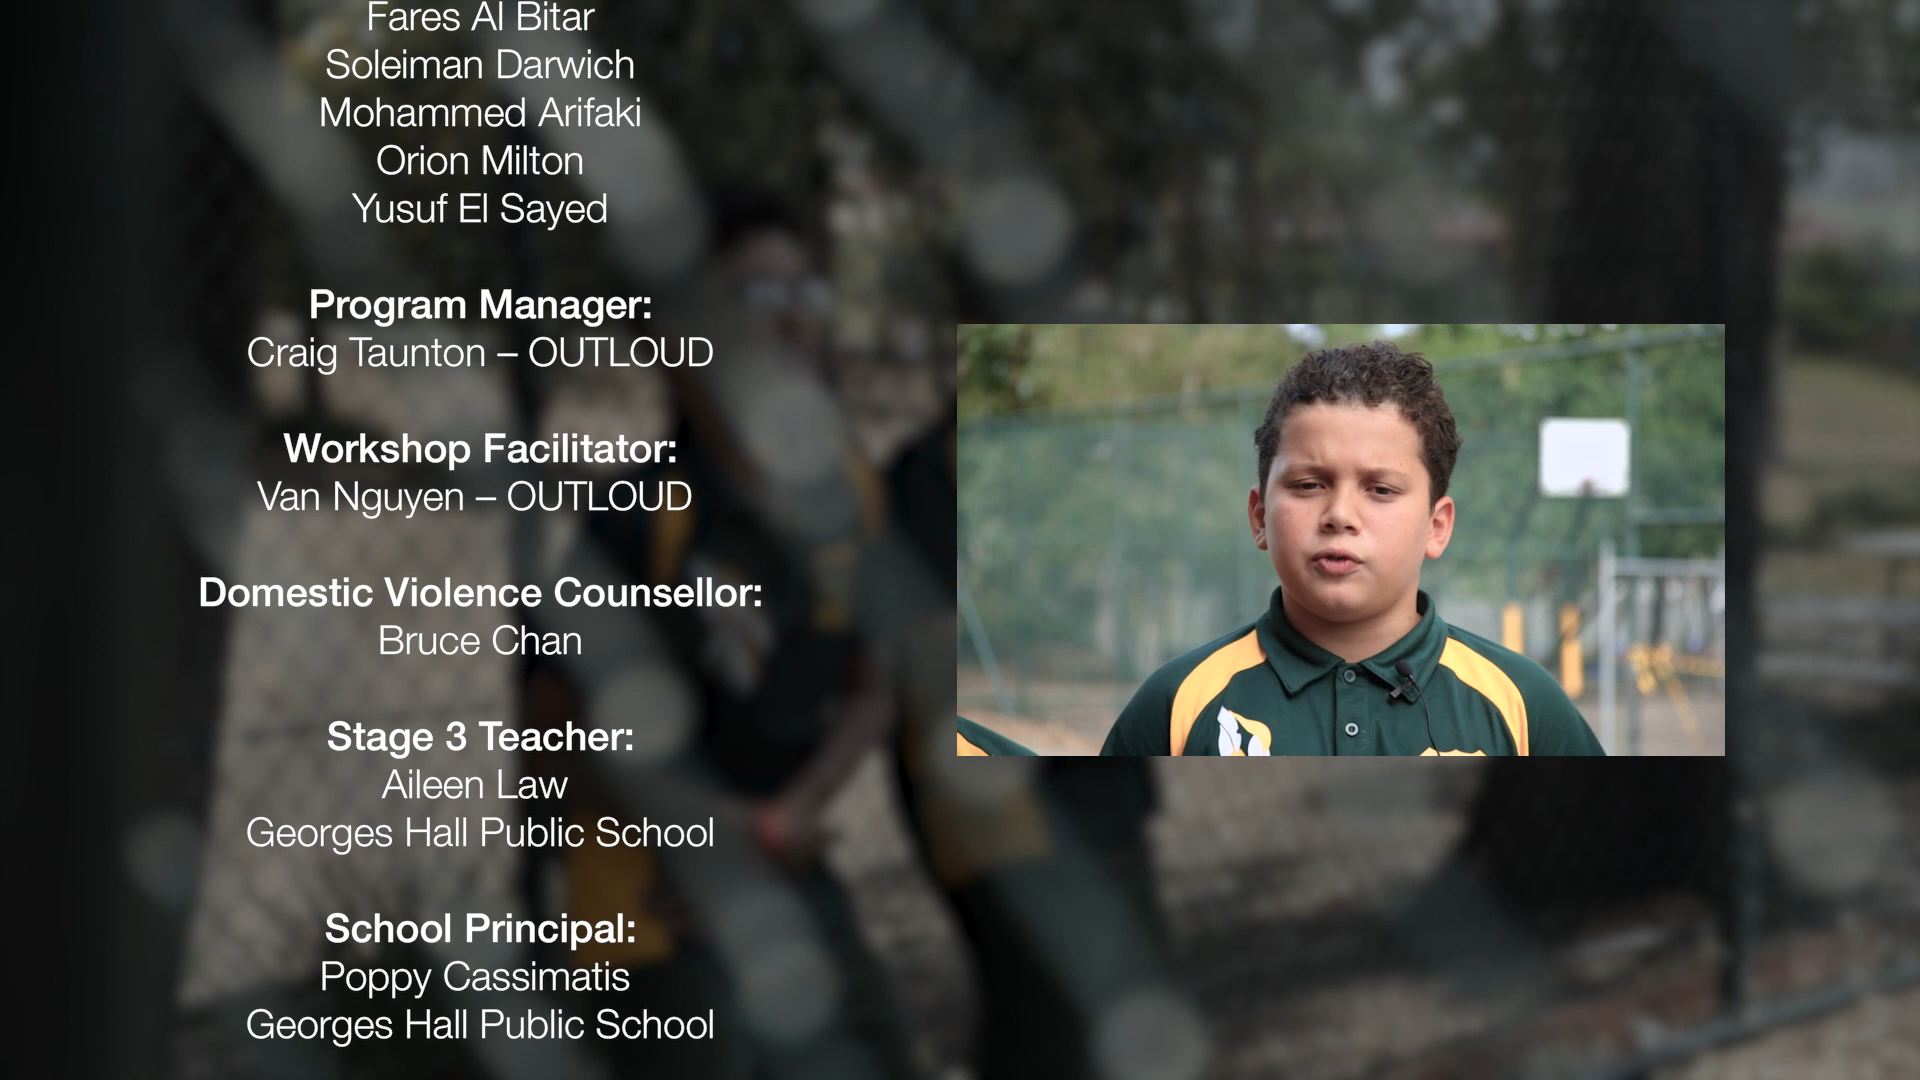 Fares Al Bitar
Soleiman Darwich
Mohammed Arifaki
Orion Milton
Yusuf El Sayed
Program Manager:
Craig Taunton – OUTLOUD
Workshop Facilitator:
Van Nguyen – OUTLOUD
Domestic Violence Counsellor:
Bruce Chan
Stage 3 Teacher:
Aileen Law
Georges Hall Public School
School Principal:
Poppy Cassimatis
Georges Hall Public School